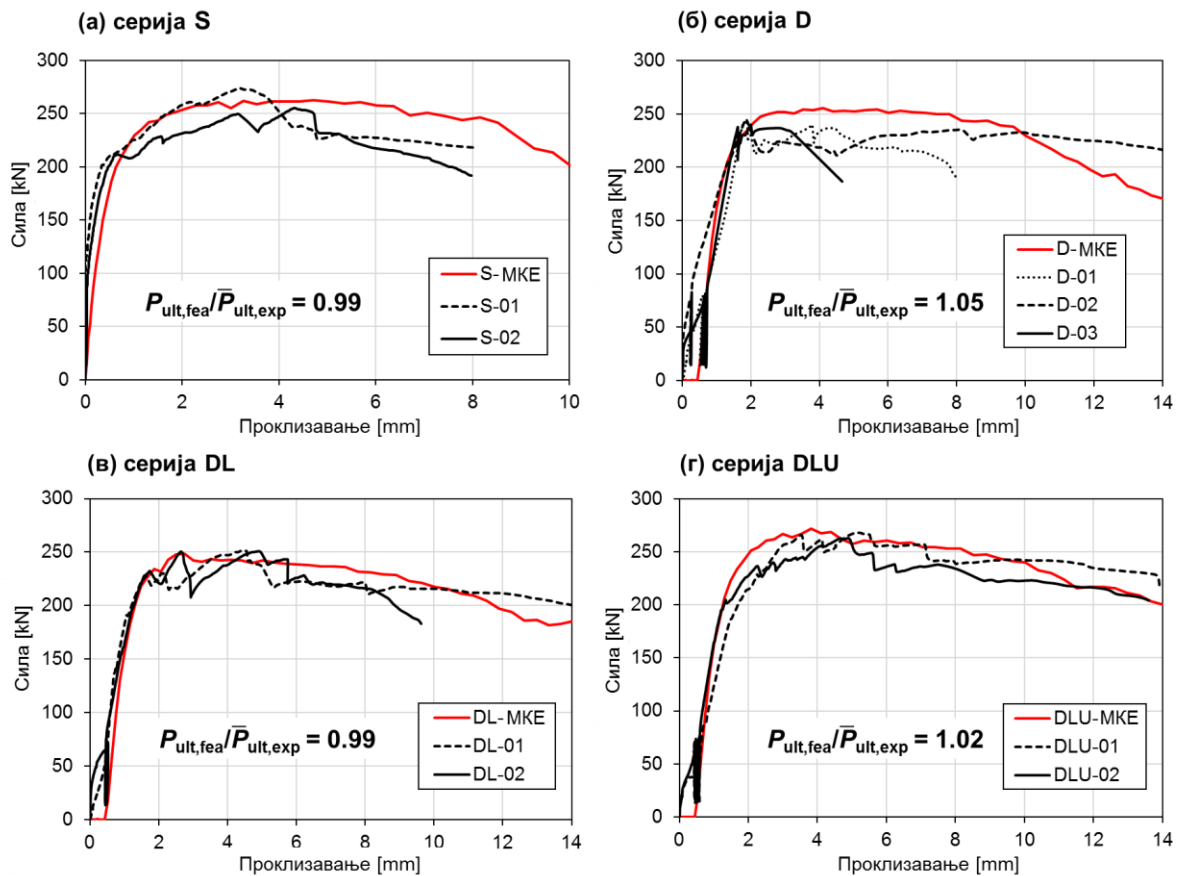 (а) серија S
300
250
200
150
100
50
0
Сила [kN]
S-МКЕ
S-01
S-02
Pult,fea/P̅ult,exp = 0.99
0 2 4 6 8 10
Проклизавање [mm]
(б) серија D
300
250
200
150
100
50
0
Сила [kN]
D-МКЕ
D-01
D-02
D-03
Pult,fea/P̅ult,exp = 1.05
0 2 4 6 8 10 12 14
Проклизавање [mm]
(в) серија DL
300
250
200
150
100
50
0
Сила [kN]
DL-МКЕ
DL-01
DL-02
Pult,fea/P̅ult,exp = 0.99
0 2 4 6 8 10 12 14
Проклизавање [mm]
(г) серија DLU
300
250
200
150
100
50
0
Сила [kN]
DLU-МКЕ
DLU-01
DLU-02
Pult,fea/P̅ult,exp = 1.02
0 2 4 6 8 10 12 14
Проклизавање [mm]